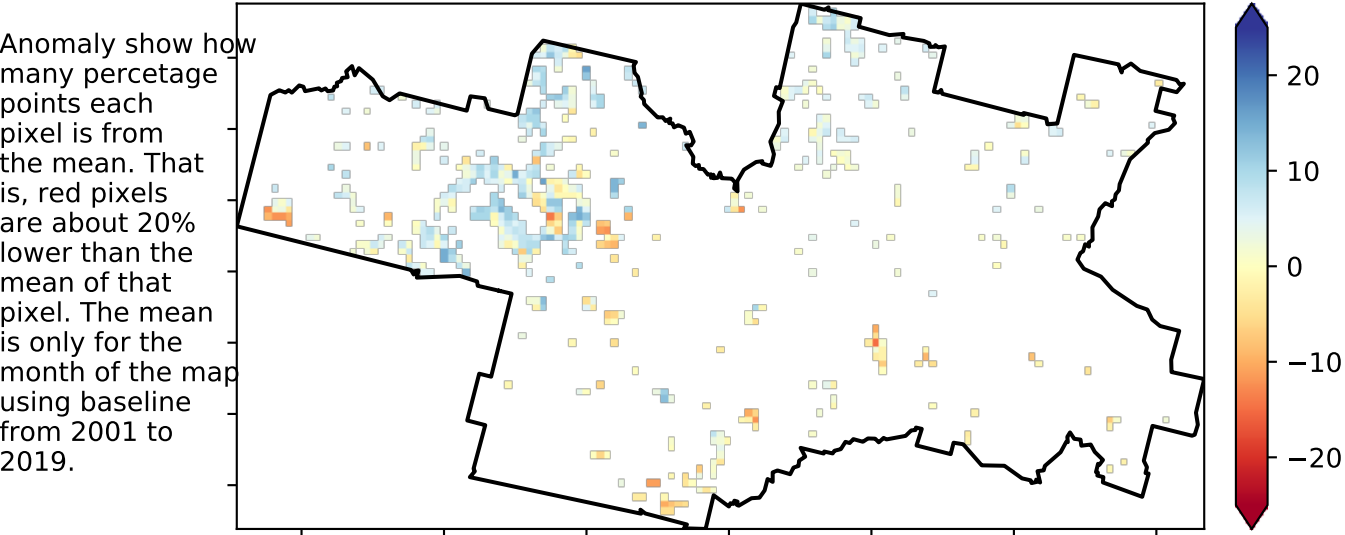 Anomaly show how
many percetage
points each
pixel is from
the mean. That
is, red pixels
are about 20%
lower than the
mean of that
pixel. The mean
is only for the
month of the map
using baseline
from 2001 to
2019.
20
10
0
−10
−20